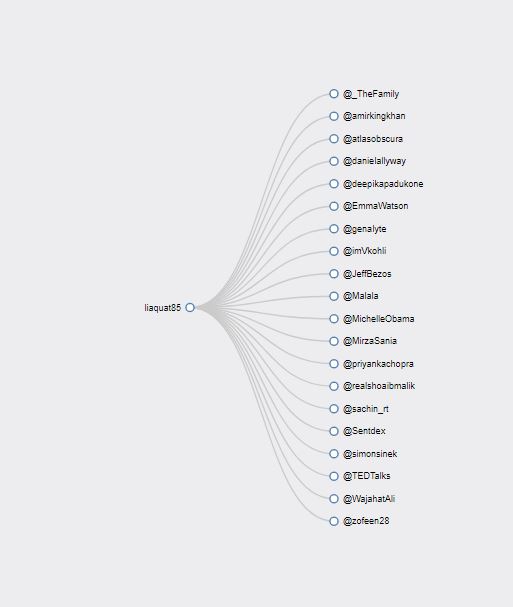 @_TheFamily
@amirkingkhan
@atlasobscura
@danielallyway
@deepikapadukone
@EmmaWatson
@genalyte
@imVkohli
@JeffBezos
@Malala
liaquat85
@MichelleObama
@MirzaSania
@priyankachopra
@realshoaibmalik
@sachin_rt
@Sentdex
@simonsinek
@TEDTalks
@WajahatAli
@zofeen28